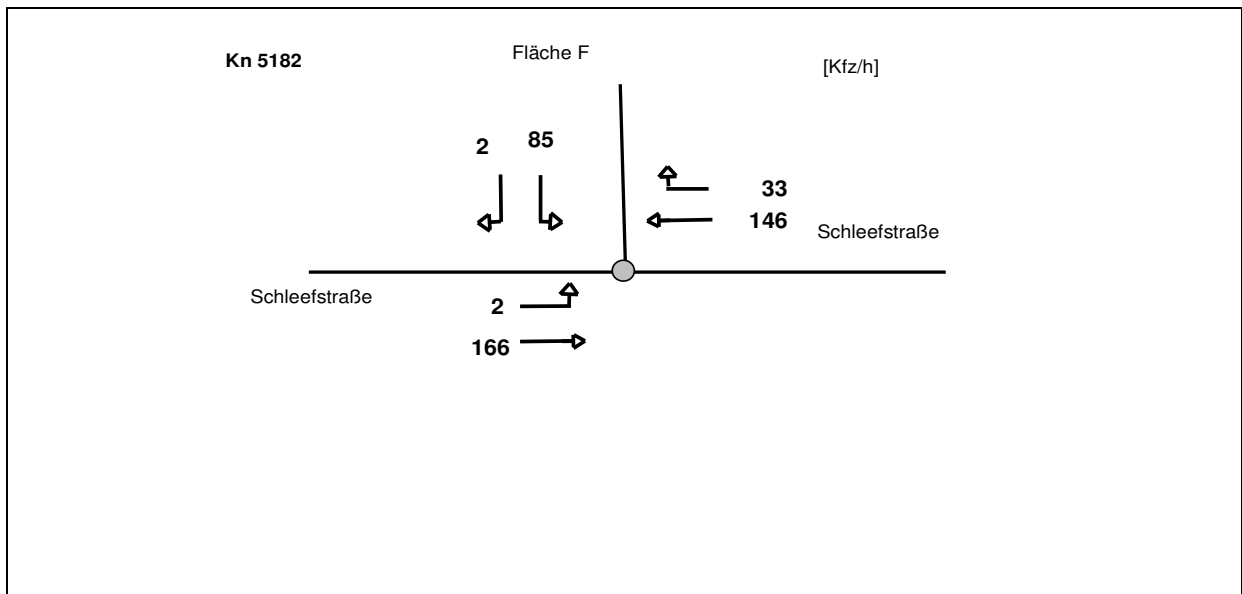 Kn 5182
Fläche F
[Kfz/h]
2
85
33
146
Schleefstraße
Schleefstraße
2
166